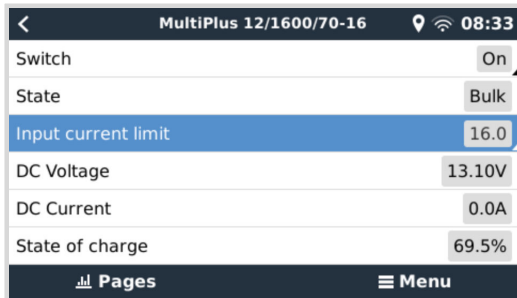 MultiPlus 12/1600/70-16 08:33
Switch On
State Bulk
Input current limit 16.0
DC Voltage 13.10V
DC Current 0.0A
State of charge 69.5%
Pages Menu